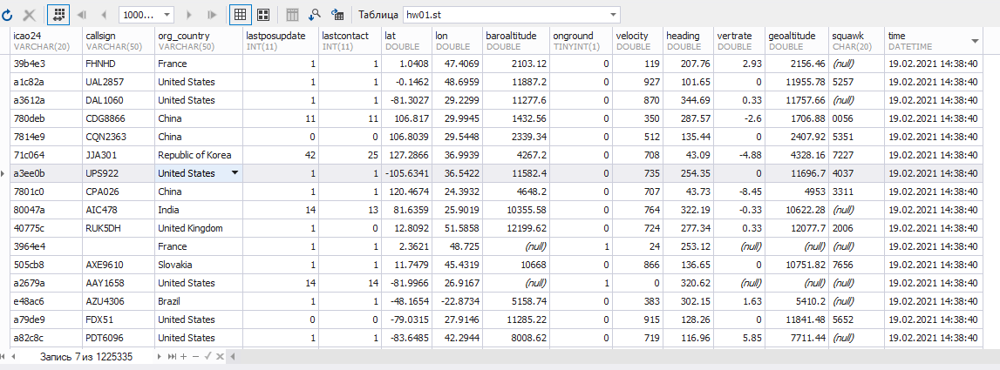 1000... Таблица hw01.st
icao24 callsign org_country lastposupdate lastcontact lat lon baroaltitude onground velocity heading vertrate geoaltitude squawk time
VARCHAR(20) VARCHAR(50) VARCHAR(50) INT(11) INT(11) DOUBLE DOUBLE DOUBLE TINYINT(1) DOUBLE DOUBLE DOUBLE DOUBLE CHAR(20) DATETIME
39b4e3 FHNHD France 1 1 1.0408 47.4069 2103.12 0 119 207.76 2.93 2156.46 (null) 19.02.2021 14:38:40
a1c82a UAL2857 United States 1 1 -0.1462 48.6959 11887.2 0 927 101.65 0 11955.78 5257 19.02.2021 14:38:40
a3612a DAL1060 United States 1 1 -81.3027 29.2299 11277.6 0 870 344.69 0.33 11757.66 (null) 19.02.2021 14:38:40
780deb CDG8866 China 11 11 106.817 29.9945 1432.56 0 350 287.57 -2.6 1706.88 0056 19.02.2021 14:38:40
7814e9 CQN2363 China 0 0 106.8039 29.5448 2339.34 0 512 135.44 0 2407.92 5351 19.02.2021 14:38:40
71c064 JJA301 Republic of Korea 42 25 127.2866 36.9939 4267.2 0 708 43.09 -4.88 4328.16 7227 19.02.2021 14:38:40
a3ee0b UPS922 United States 1 1 -105.6341 36.5422 11582.4 0 735 254.35 0 11696.7 4037 19.02.2021 14:38:40
7801c0 CPA026 China 1 1 120.4674 24.3932 4648.2 0 707 43.73 -8.45 4953 3311 19.02.2021 14:38:40
80047a AIC478 India 14 13 81.6359 25.9019 10355.58 0 764 322.19 -0.33 10622.28 (null) 19.02.2021 14:38:40
40775c RUK5DH United Kingdom 1 0 12.8092 51.5858 12199.62 0 724 277.34 0.33 12077.7 2006 19.02.2021 14:38:40
3964e4 France 1 1 2.3621 48.725 (null) 1 24 253.12 (null) (null) (null) 19.02.2021 14:38:40
505cb8 AXE9610 Slovakia 1 1 11.7479 45.4319 10668 0 866 136.65 0 10751.82 7656 19.02.2021 14:38:40
a2679a AAY1658 United States 14 14 -81.9966 26.9167 (null) 1 0 320.62 (null) (null) (null) 19.02.2021 14:38:40
e48ac6 AZU4306 Brazil 1 1 -48.1654 -22.8734 5158.74 0 383 302.15 1.63 5410.2 (null) 19.02.2021 14:38:40
a79de9 FDX51 United States 0 0 -79.0315 27.9146 11285.22 0 915 128.26 0 11841.48 5652 19.02.2021 14:38:40
a82c8c PDT6096 United States 1 1 -83.6485 42.2944 8008.62 0 719 116.96 5.85 7711.44 (null) 19.02.2021 14:38:40
Запись 7 из 1225335